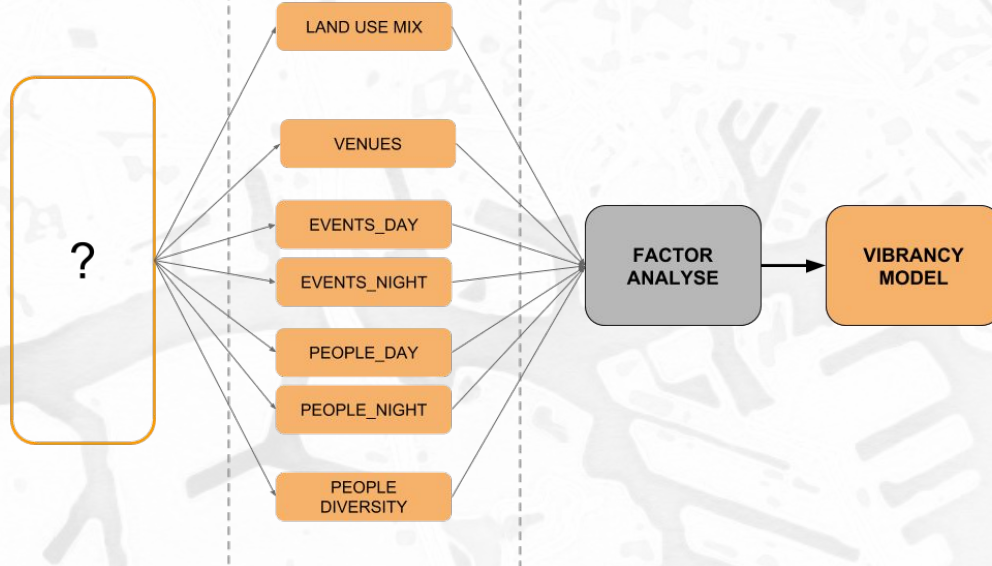 LAND USE MIX
VENUES
EVENTS_DAY
EVENTS_NIGHT
PEOPLE_DAY
PEOPLE_NIGHT
PEOPLE
DIVERSITY
?
FACTOR
ANALYSE
VIBRANCY
MODEL